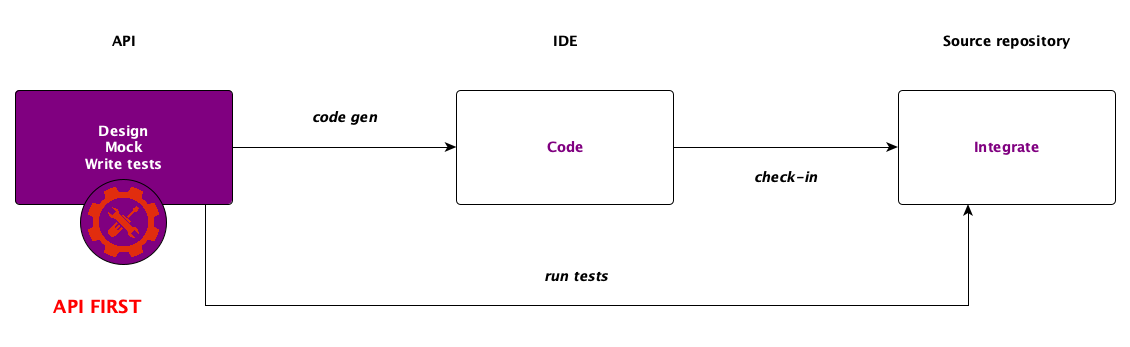 API
IDE
Source repository
Design
Mock
Write tests
code gen
Code
check-in
Integrate
run tests
API FIRST